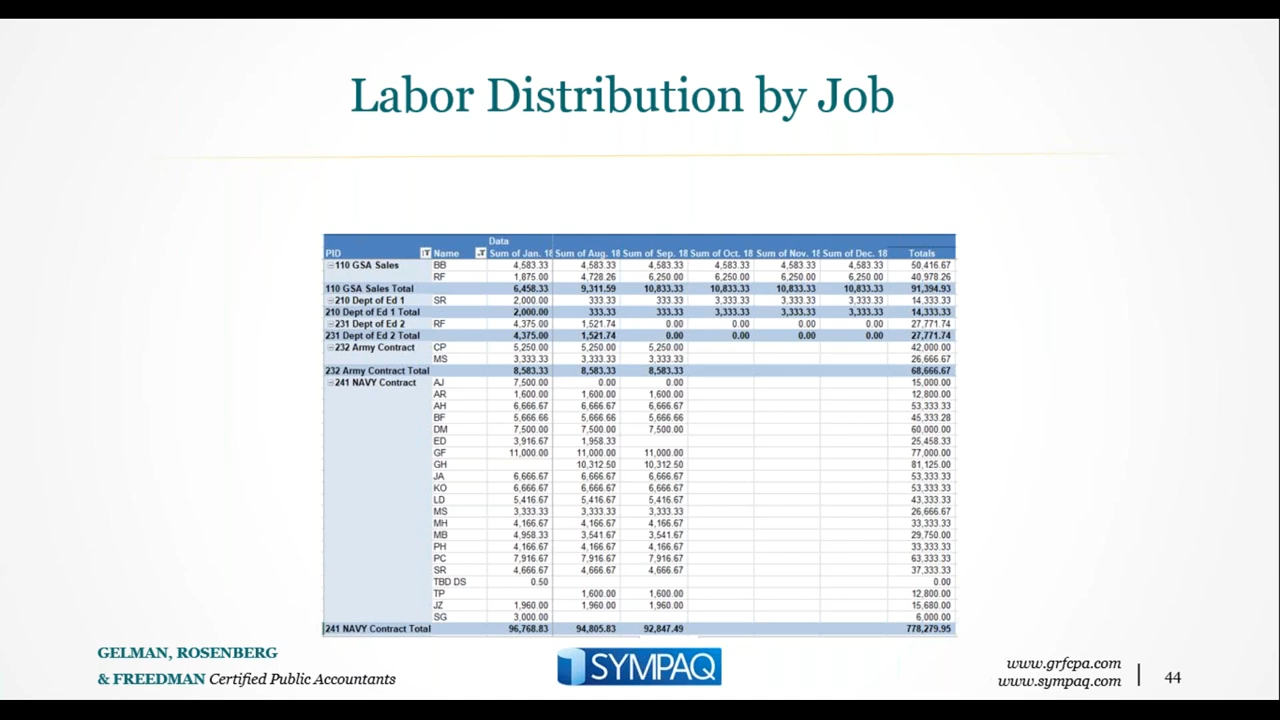 Labor Distribution by Job
Data
PID Name Sum of Jan. 18 Sum of Aug. 18 Sum of Sep. 18 Sum of Oct. 18 Sum of Nov. 18 Sum of Dec. 18 Totals
110 GSA Sales BB 4,583.33 4,583.33 4,583.33 4,583.33 4,583.33 4,583.33 50,416.67
RF 1,875.00 4,728.26 6,250.00 6,250.00 6,250.00 6,250.00 40,978.26
110 GSA Sales Total 6,458.33 9,311.59 10,833.33 10,833.33 10,833.33 10,833.33 91,394.93
210 Dept of Ed 1 SR 2,000.00 333.33 333.33 3,333.33 3,333.33 3,333.33 14,333.33
210 Dept of Ed 1 Total 2,000.00 333.33 333.33 3,333.33 3,333.33 3,333.33 14,333.33
231 Dept of Ed 2 RF 4,375.00 1,521.74 0.00 0.00 0.00 0.00 27,771.74
231 Dept of Ed 2 Total 4,375.00 1,521.74 0.00 0.00 0.00 0.00 27,771.74
232 Army Contract CP 5,250.00 5,250.00 5,250.00 42,000.00
MS 3,333.33 3,333.33 3,333.33 26,666.67
232 Army Contract Total 8,583.33 8,583.33 8,583.33 68,666.67
241 NAVY Contract AJ 7,500.00 0.00 0.00 15,000.00
AR 1,600.00 1,600.00 1,600.00 12,800.00
AH 6,666.67 6,666.67 6,666.67 53,333.33
BF 5,666.66 5,666.66 5,666.66 45,333.28
DM 7,500.00 7,500.00 7,500.00 60,000.00
ED 3,916.67 1,958.33 25,458.33
GF 11,000.00 11,000.00 11,000.00 77,000.00
GH 10,312.50 10,312.50 81,125.00
JA 6,666.67 6,666.67 6,666.67 53,333.33
KO 6,666.67 6,666.67 6,666.67 53,333.33
LD 5,416.67 5,416.67 5,416.67 43,333.33
MS 3,333.33 3,333.33 3,333.33 26,666.67
MH 4,166.67 4,166.67 4,166.67 33,333.33
MB 4,958.33 3,541.67 3,541.67 29,750.00
PH 4,166.67 4,166.67 4,166.67 33,333.33
PC 7,916.67 7,916.67 7,916.67 63,333.33
SR 4,666.67 4,666.67 4,666.67 37,333.33
TBD DS 0.50 0.00
TP 1,600.00 1,600.00 12,800.00
JZ 1,960.00 1,960.00 1,960.00 15,680.00
SG 3,000.00 6,000.00
241 NAVY Contract Total 96,768.83 94,805.83 92,847.49 778,279.95
GELMAN, ROSENBERG
& FREEDMAN Certified Public Accountants
SYMPAQ
www.grfcpa.com
www.sympaq.com
44